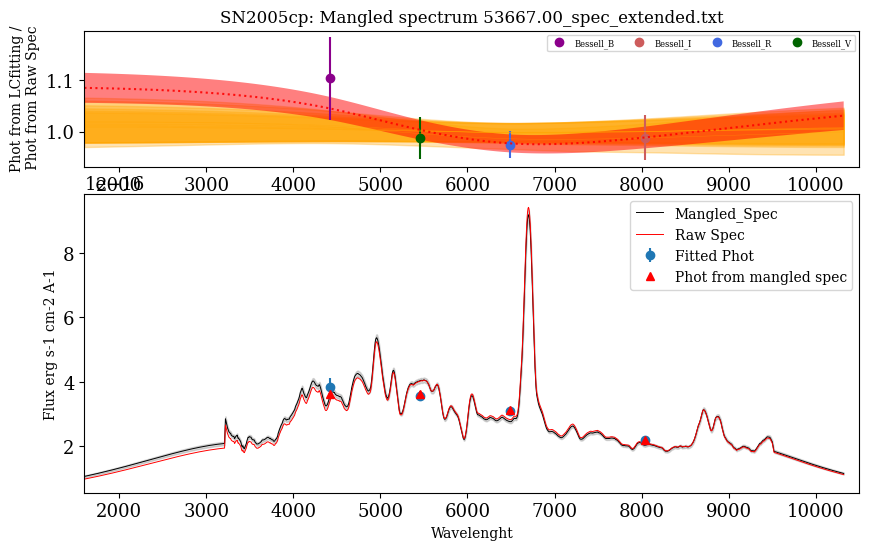 SN2005cp: Mangled spectrum 53667.00_spec_extended.txt
Phot from LCfitting /
Phot from Raw Spec
Bessell_B Bessell_I Bessell_R Bessell_V
1.1
1.0
2000 3000 4000 5000 6000 7000 8000 9000 10000
1e−16
Flux erg s-1 cm-2 A-1
Mangled_Spec
Raw Spec
Fitted Phot
Phot from mangled spec
8
6
4
2
2000 3000 4000 5000 6000 7000 8000 9000 10000
Wavelenght